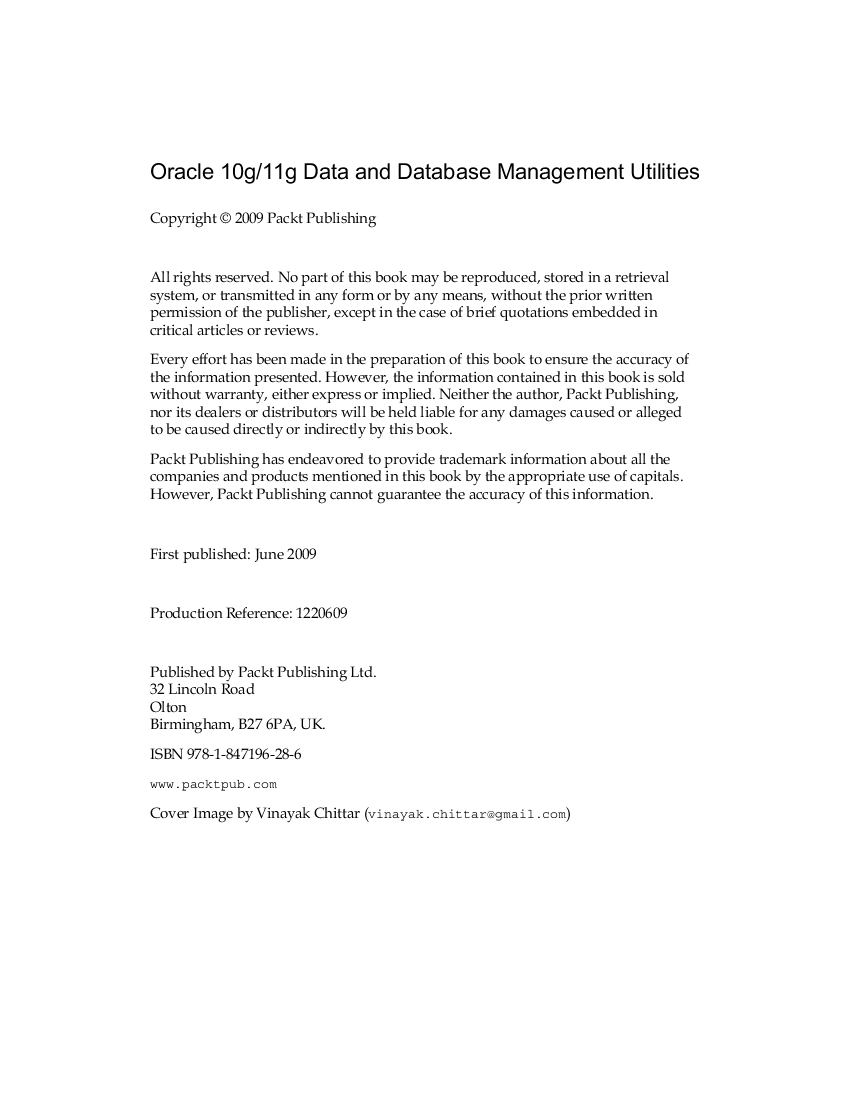 Oracle 10g/11g Data and Database Management Utilities
Copyright © 2009 Packt Publishing
All rights reserved. No part of this book may be reproduced, stored in a retrieval
system, or transmitted in any form or by any means, without the prior written
permission of the publisher, except in the case of brief quotations embedded in
critical articles or reviews.
Every effort has been made in the preparation of this book to ensure the accuracy of
the information presented. However, the information contained in this book is sold
without warranty, either express or implied. Neither the author, Packt Publishing,
nor its dealers or distributors will be held liable for any damages caused or alleged
to be caused directly or indirectly by this book.
Packt Publishing has endeavored to provide trademark information about all the
companies and products mentioned in this book by the appropriate use of capitals.
However, Packt Publishing cannot guarantee the accuracy of this information.
First published: June 2009
Production Reference: 1220609
Published by Packt Publishing Ltd.
32 Lincoln Road
Olton
Birmingham, B27 6PA, UK.
ISBN 978-1-847196-28-6
www.packtpub.com
Cover Image by Vinayak Chittar (vinayak.chittar@gmail.com)